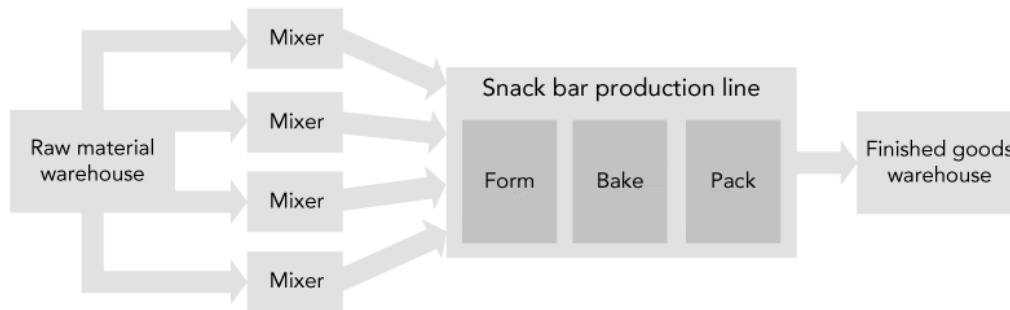 Mixer
Snack bar production line
Mixer
Raw material
warehouse
Form
Bake
Pack
Finished goods
warehouse
Mixer
Mixer